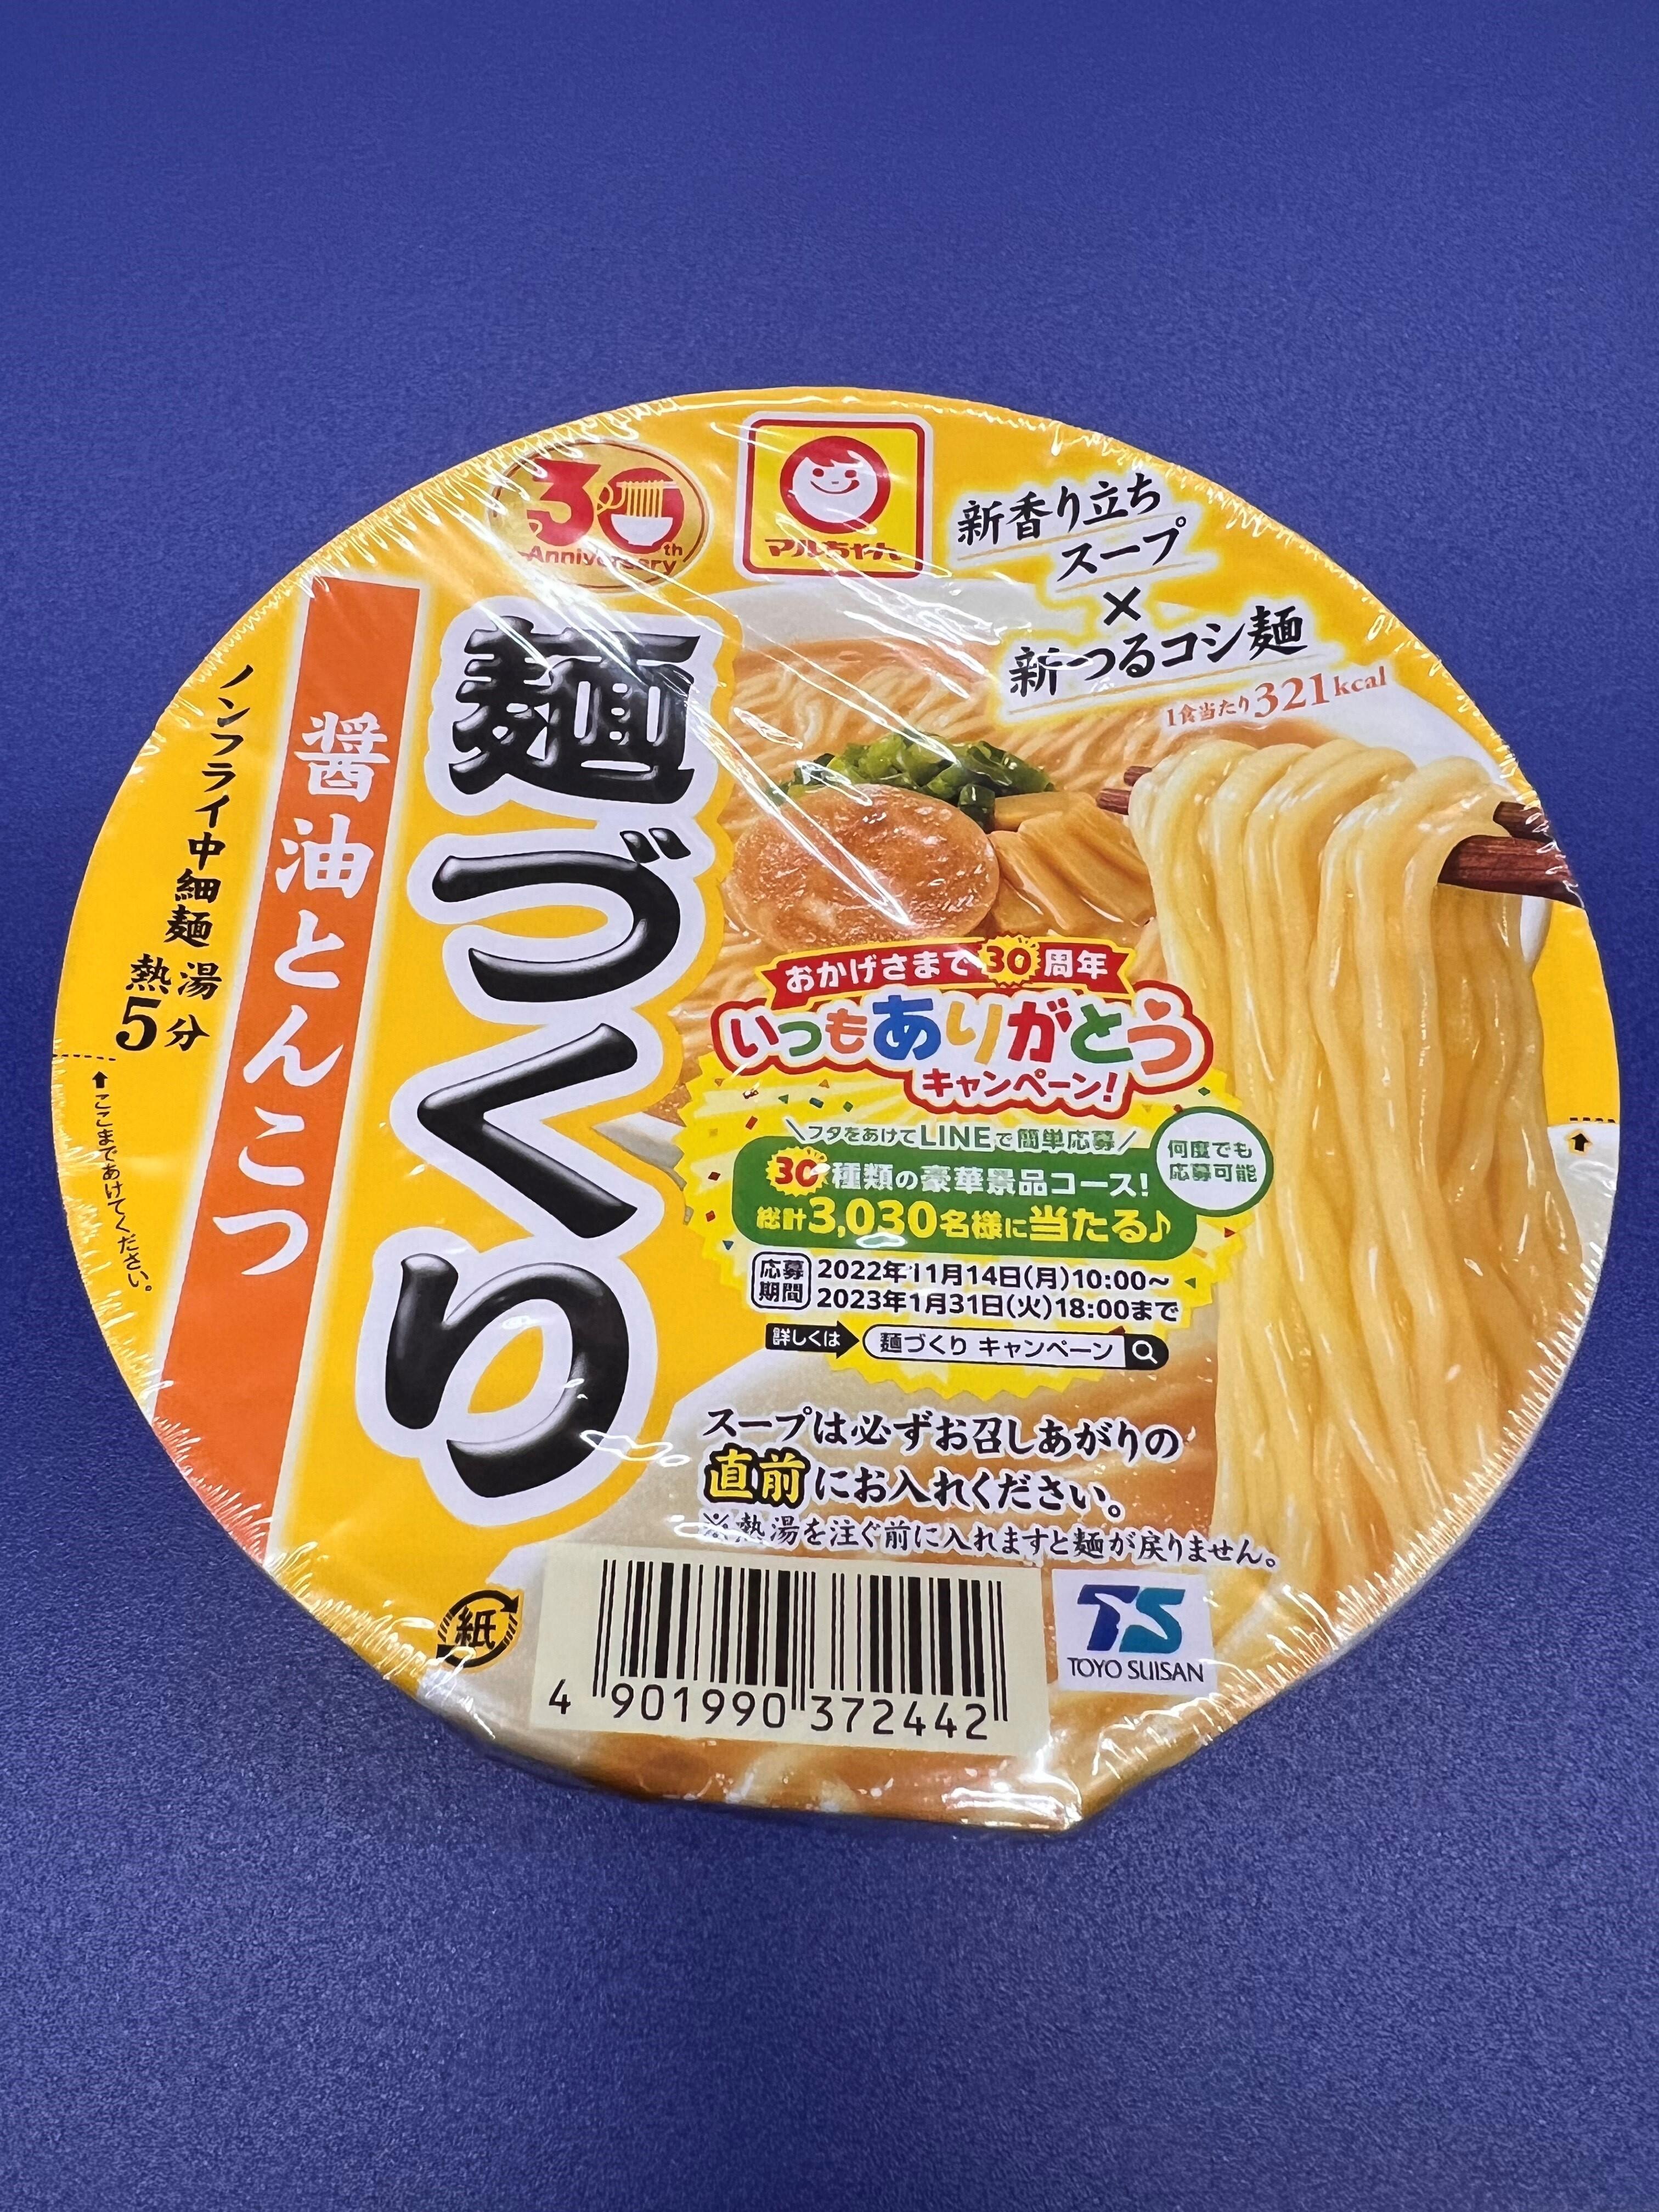 30th
Anniversary
マルちゃん
新香り立ち
スープ
×
新つるコシ麺
1食当たり321kcal
麺づくり
醤油とんこつ
ノンフライ中細麺
熱湯
5分
ここまであけてください。
おかげさまで30周年
いつもありがとう
キャンペーン!
フタをあけてLINEで簡単応募
何度でも
応募可能
30種類の豪華景品コース!
総計3,030名様に当たる♪
応募
期間
2022年11月14日(月)10:00～
2023年1月31日(火)18:00まで
詳しくは
麺づくり キャンペーン
スープは必ずお召しあがりの
直前にお入れください。
※熱湯を注ぐ前に入れますと麺が戻りません。
紙
4 901990 372442
TS
TOYO SUISAN